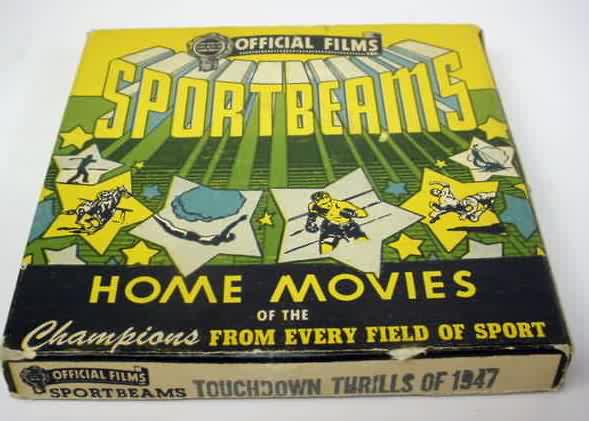 OFFICIAL FILMS
SPORTBEAMS
HOME MOVIES
OF THE
Champions FROM EVERY FIELD OF SPORT
OFFICIAL FILMS
SPORTBEAMS TOUCHDOWN THRILLS OF 1947